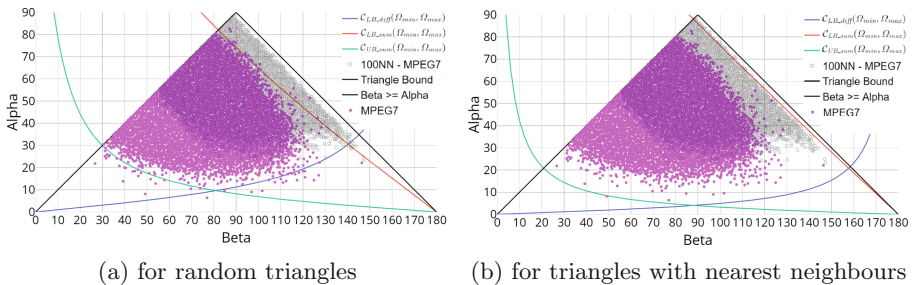 90
80
70
60
50
40
30
20
10
0
Alpha
0 10 20 30 40 50 60 70 80 90 100 110 120 130 140 150 160 170 180
Beta
C_LB_diff(Ω_min, Ω_max)
C_LB_sum(Ω_min, Ω_max)
C_UB_sum(Ω_min, Ω_max)
100NN - MPEG7
Triangle Bound
Beta >= Alpha
MPEG7
(a) for random triangles
90
80
70
60
50
40
30
20
10
0
Alpha
0 10 20 30 40 50 60 70 80 90 100 110 120 130 140 150 160 170 180
Beta
C_LB_diff(Ω_min, Ω_max)
C_LB_sum(Ω_min, Ω_max)
C_UB_sum(Ω_min, Ω_max)
100NN - MPEG7
Triangle Bound
Beta >= Alpha
MPEG7
(b) for triangles with nearest neighbours